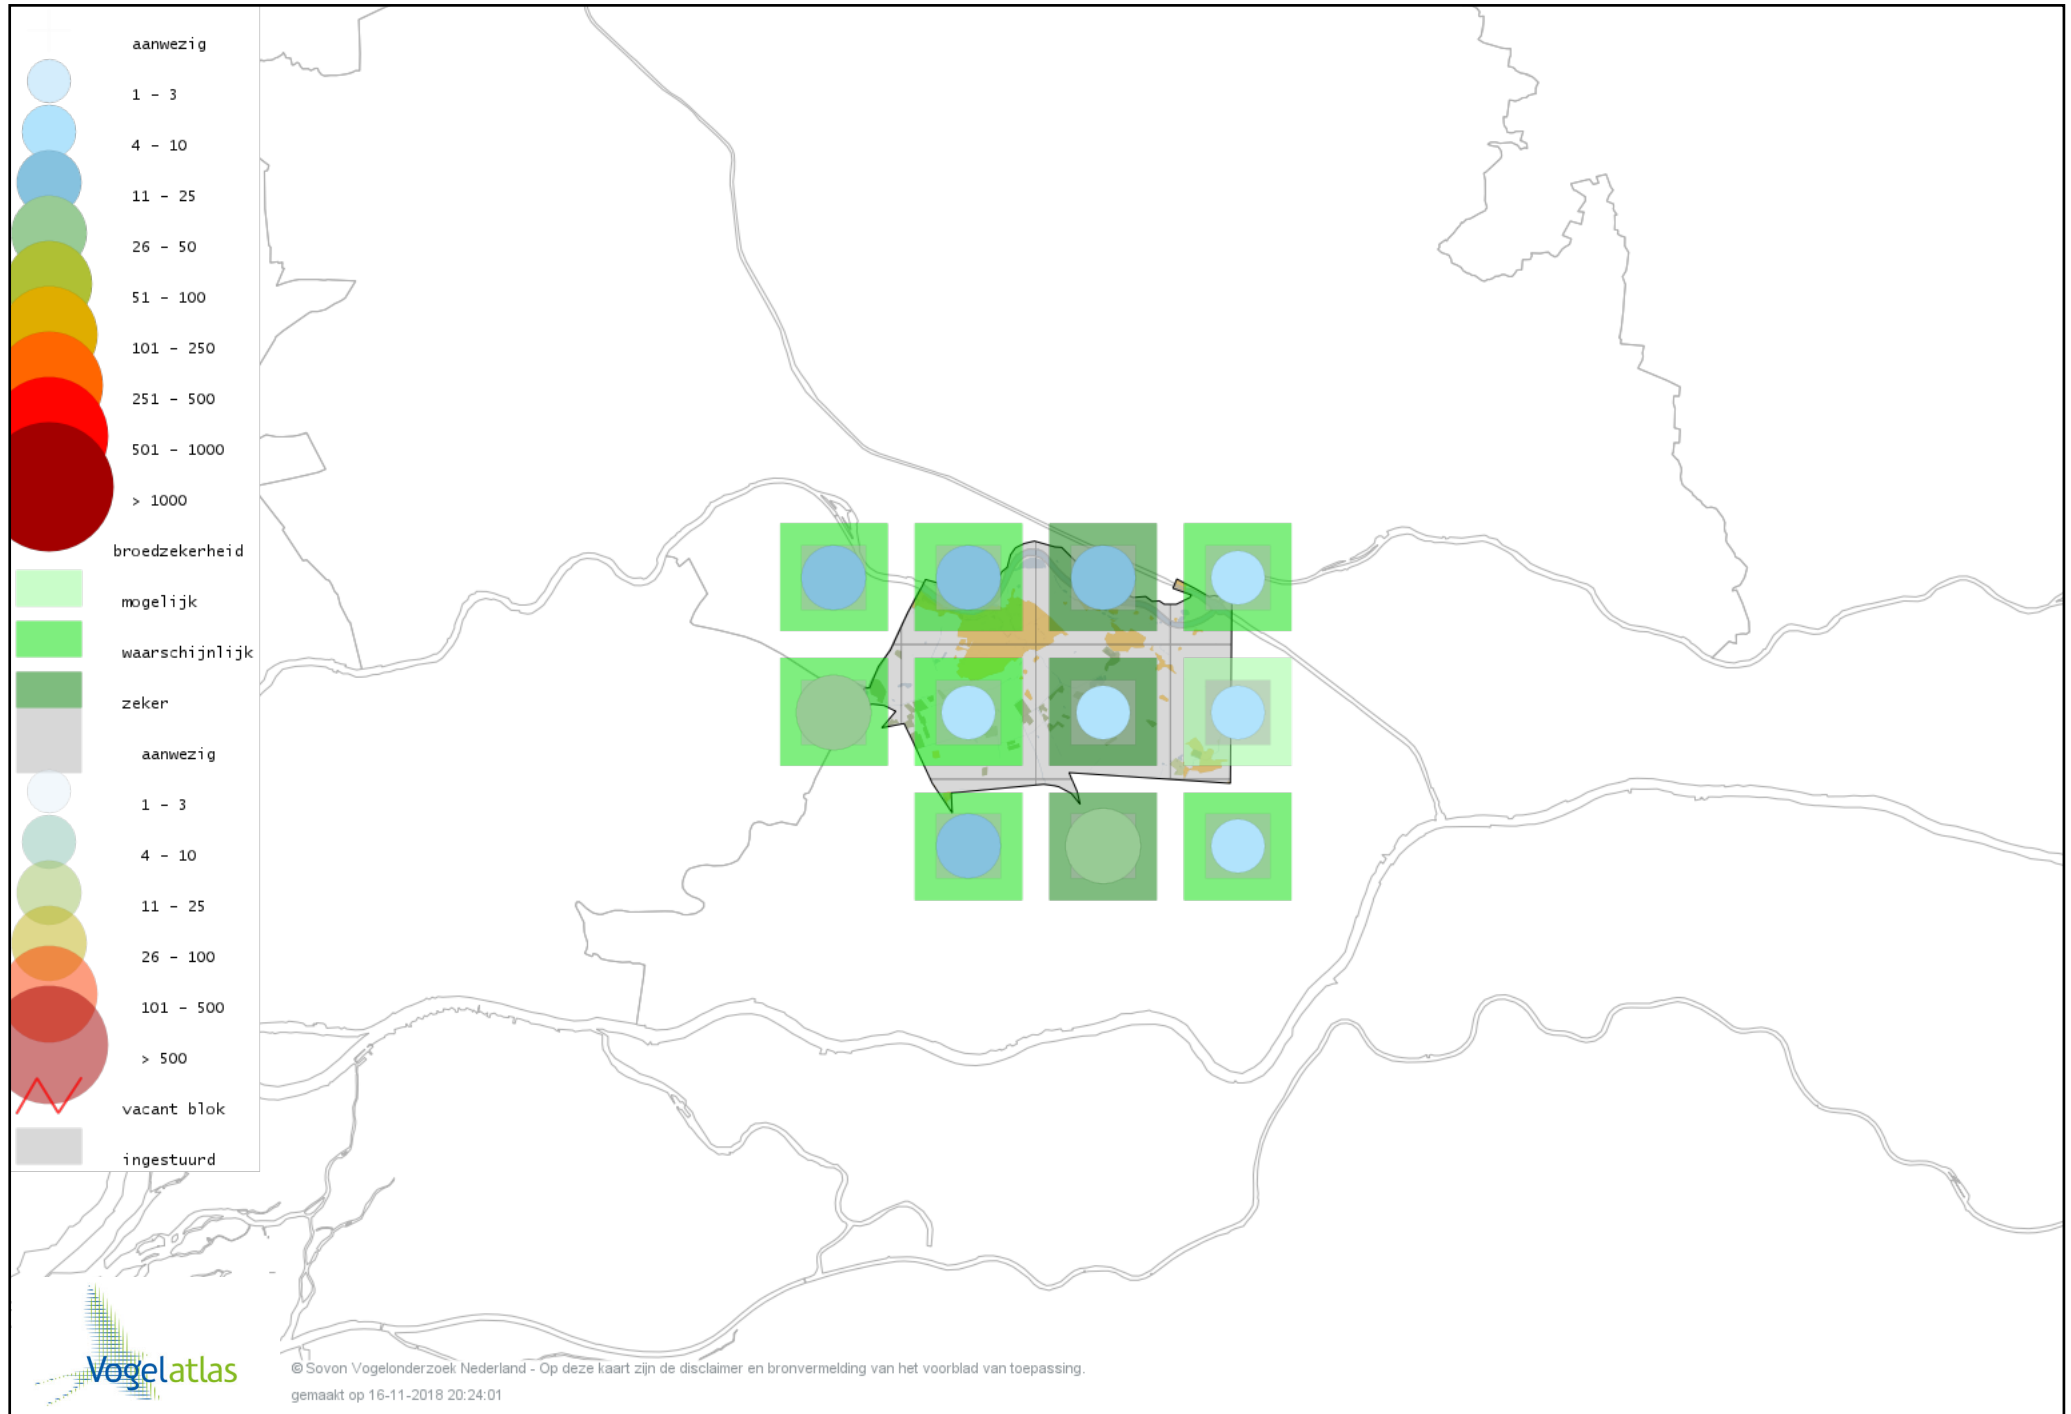 aanwezig
1 - 3
4 - 10
11 - 25
26 - 50
51 - 100
101 - 250
251 - 500
501 - 1000
> 1000
broedzekerheid
mogelijk
waarschijnlijk
zeker
aanwezig
1 - 3
4 - 10
11 - 25
26 - 100
101 - 500
> 500
vacant blok
ingestuurd
Vogelatlas
© Sovon Vogelonderzoek Nederland - Op deze kaart zijn de disclaimer en bronvermelding van het voorblad van toepassing.
gemaakt op 16-11-2018 20:24:01